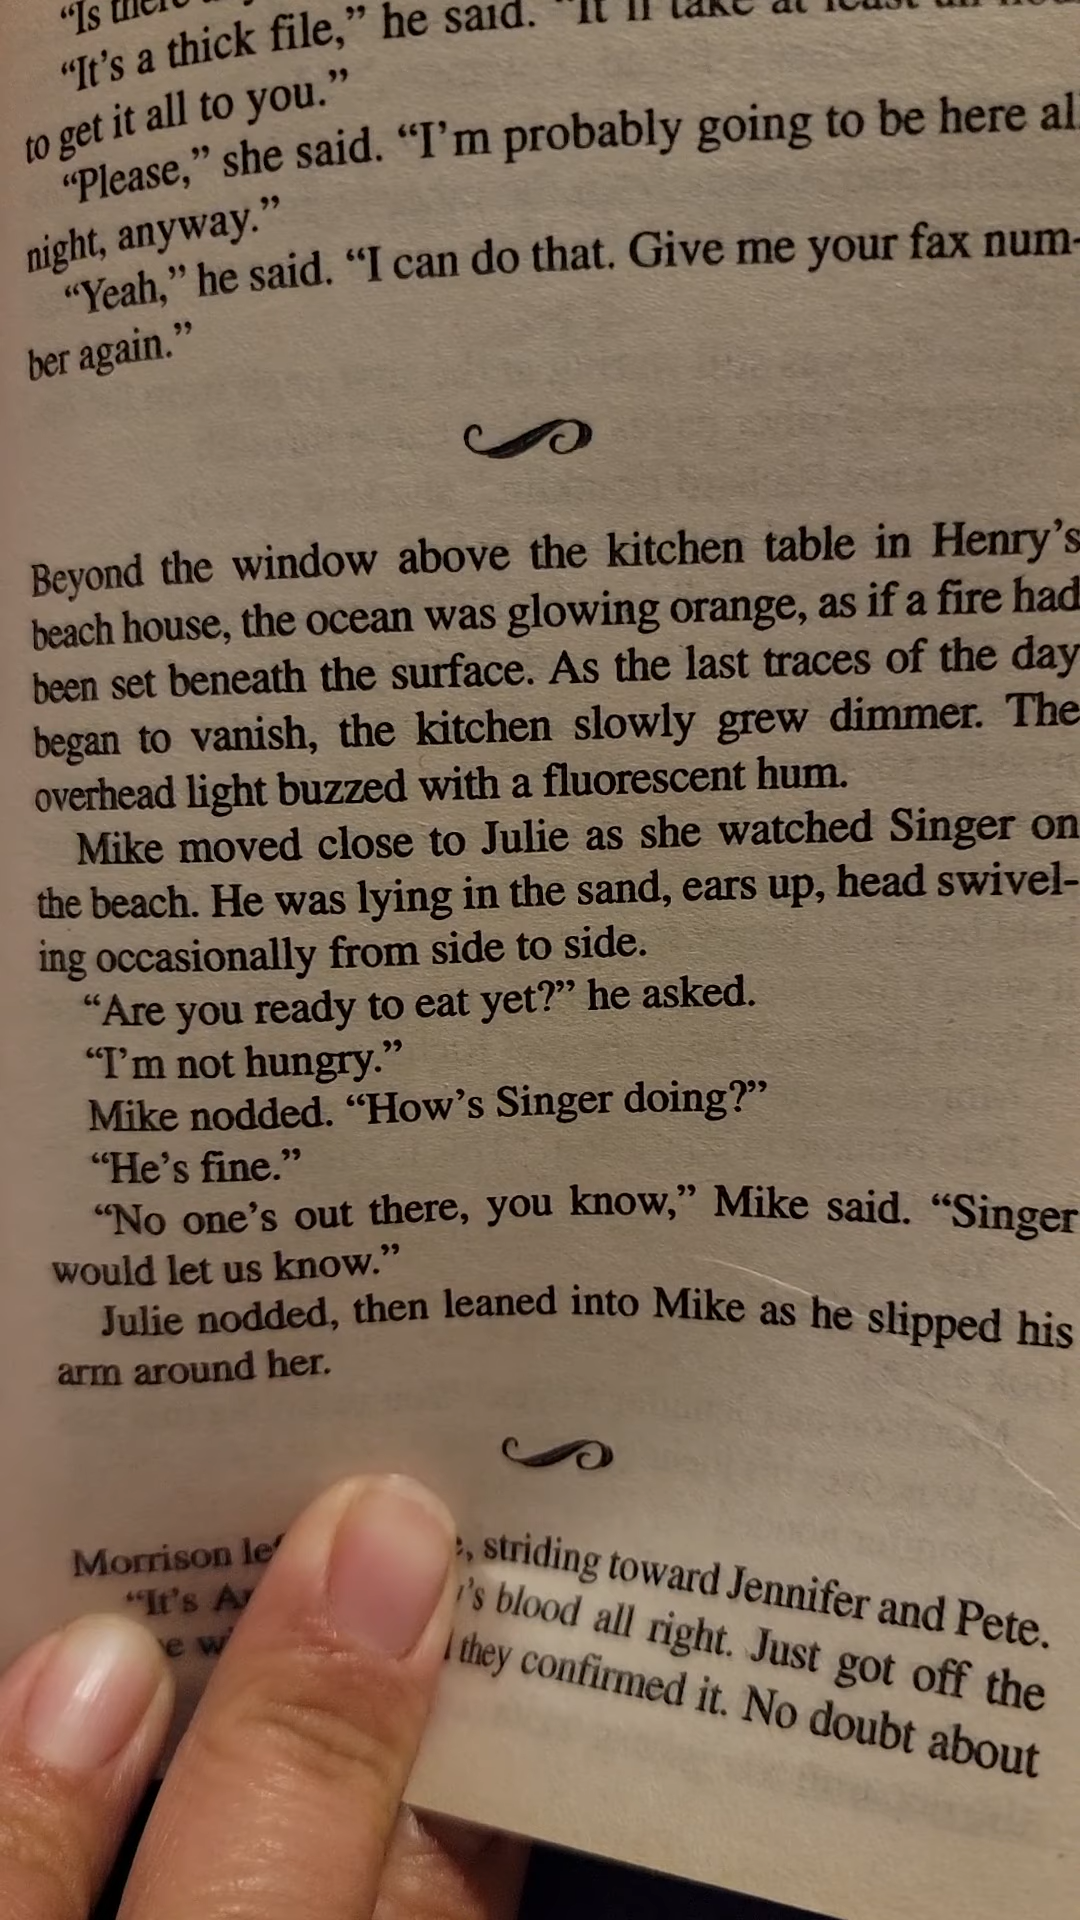 “Is there
“It’s a thick file,” he said. “It’ll take at least an
to get it all to you.”
“Please,” she said. “I’m probably going to be here al
night, anyway.”
“Yeah,” he said. “I can do that. Give me your fax num-
ber again.”
Beyond the window above the kitchen table in Henry’s
beach house, the ocean was glowing orange, as if a fire had
been set beneath the surface. As the last traces of the day
began to vanish, the kitchen slowly grew dimmer. The
overhead light buzzed with a fluorescent hum.
Mike moved close to Julie as she watched Singer on
the beach. He was lying in the sand, ears up, head swivel-
ing occasionally from side to side.
“Are you ready to eat yet?” he asked.
“I’m not hungry.”
Mike nodded. “How’s Singer doing?”
“He’s fine.”
“No one’s out there, you know,” Mike said. “Singer
would let us know.”
Julie nodded, then leaned into Mike as he slipped his
arm around her.
Morrison striding toward Jennifer and Pete.
“It’s blood all right. Just got off the
they confirmed it. No doubt about